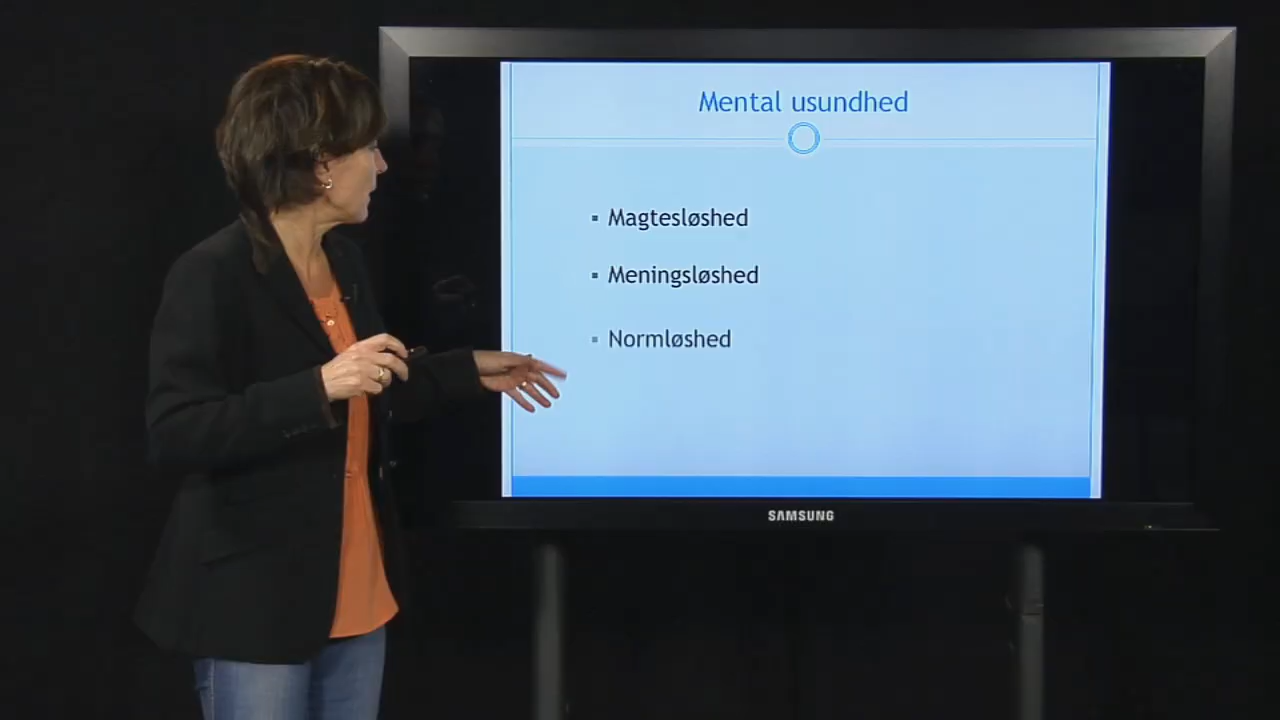 Mental usundhed
▪ Magtesløshed
▪ Meningsløshed
▪ Normløshed
SAMSUNG